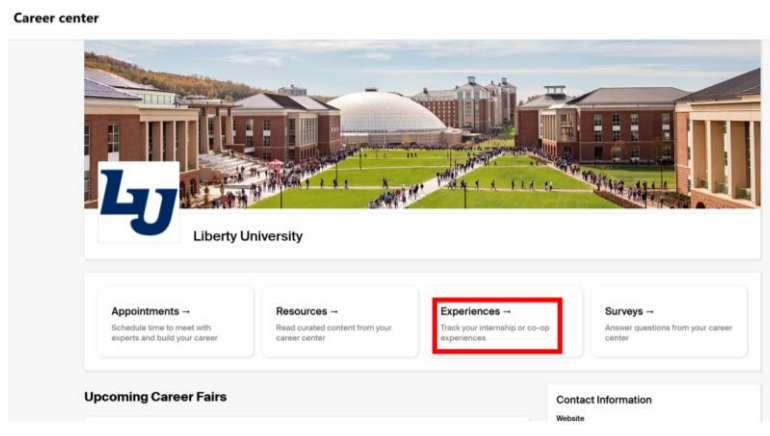 Career center
LU
Liberty University
Appointments →
Schedule time to meet with
experts and build your career
Resources →
Read curated content from your
career center
Experiences →
Track your internship or co-op
experiences
Surveys →
Answer questions from your career
center
Upcoming Career Fairs
Contact Information
Website